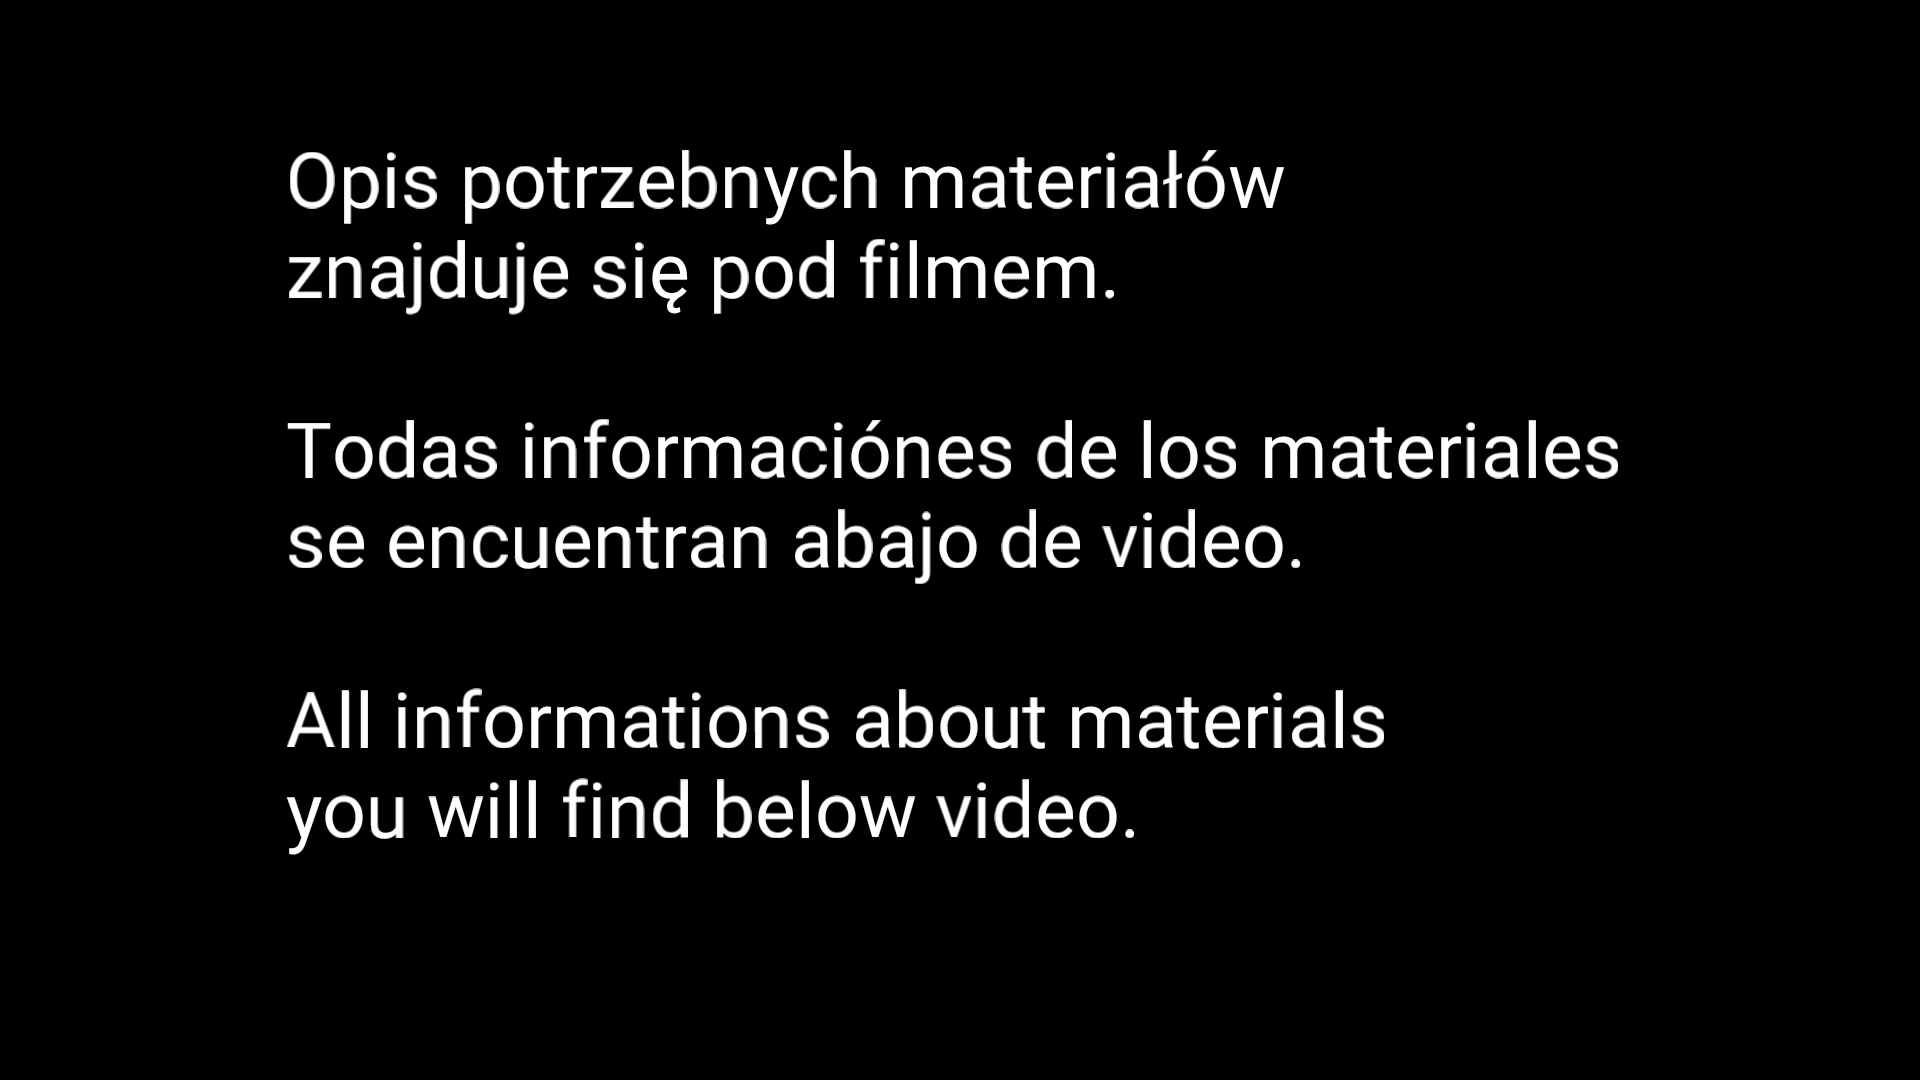 Opis potrzebnych materiałów
znajduje się pod filmem.
Todas informaciónes de los materiales
se encuentran abajo de video.
All informations about materials
you will find below video.